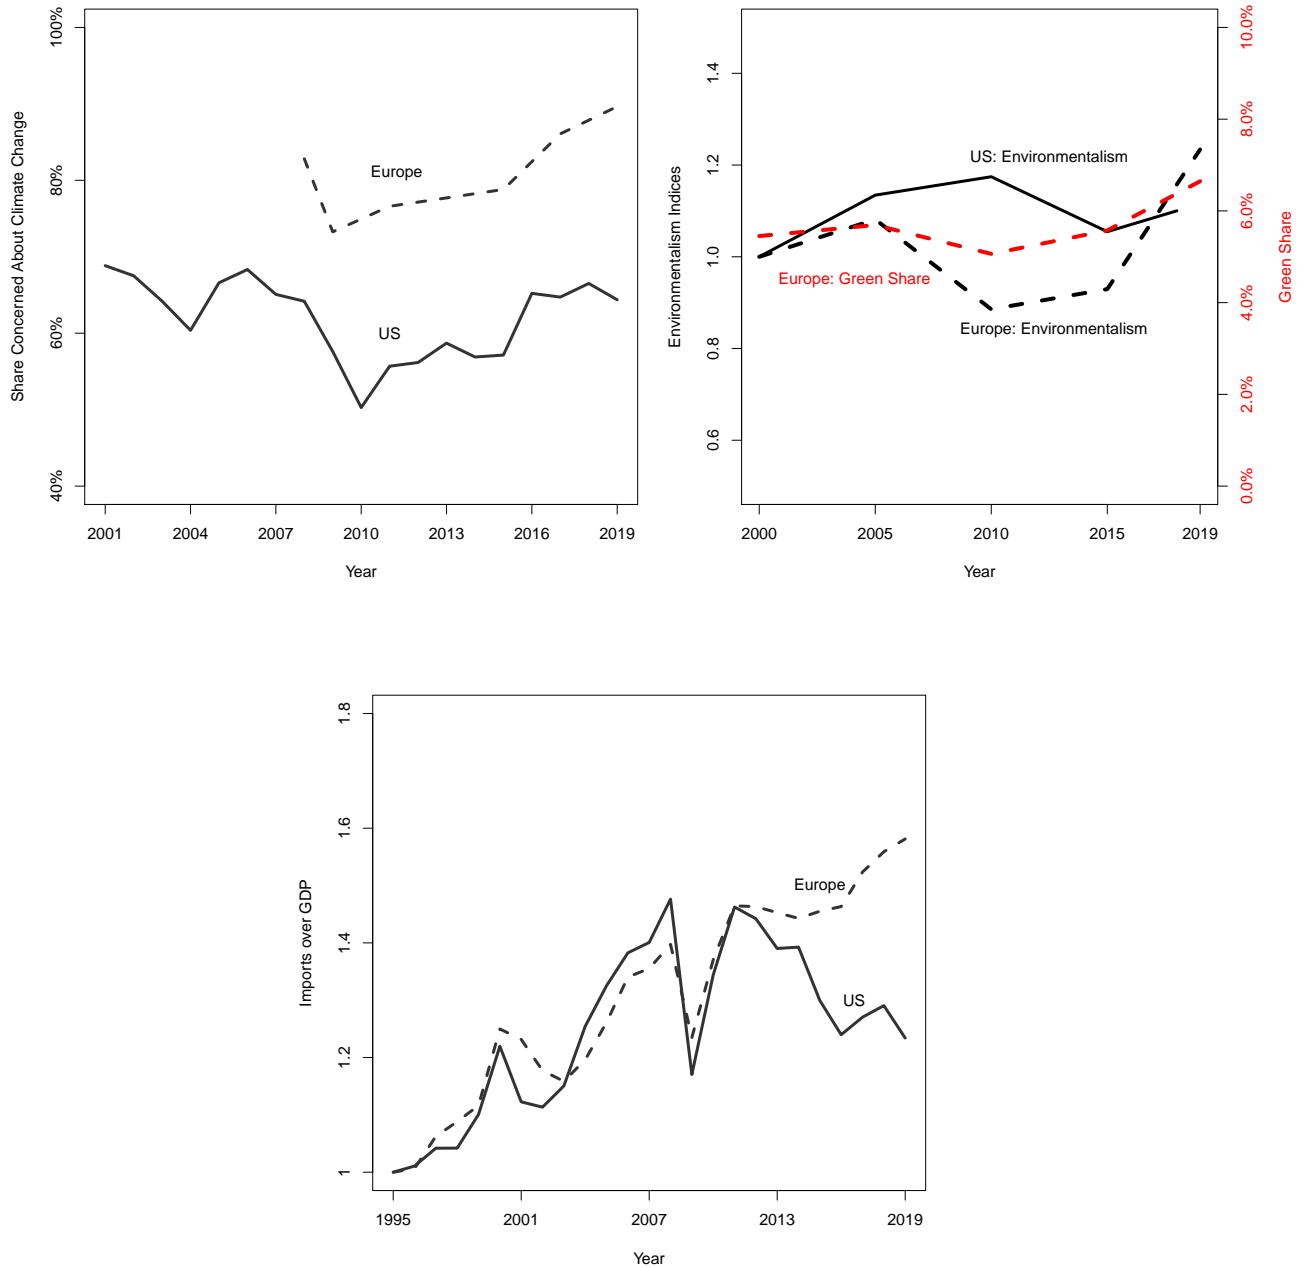 Share Concerned About Climate Change
100%
80%
60%
40%
Europe
US
2001 2004 2007 2010 2013 2016 2019
Year
Environmentalism Indices
1.4
1.2
1.0
0.8
0.6
US: Environmentalism
Europe: Green Share
Europe: Environmentalism
10.0%
8.0%
6.0%
4.0%
2.0%
0.0%
Green Share
2000 2005 2010 2015 2019
Year
Imports over GDP
1.8
1.6
1.4
1.2
1
Europe
US
1995 2001 2007 2013 2019
Year